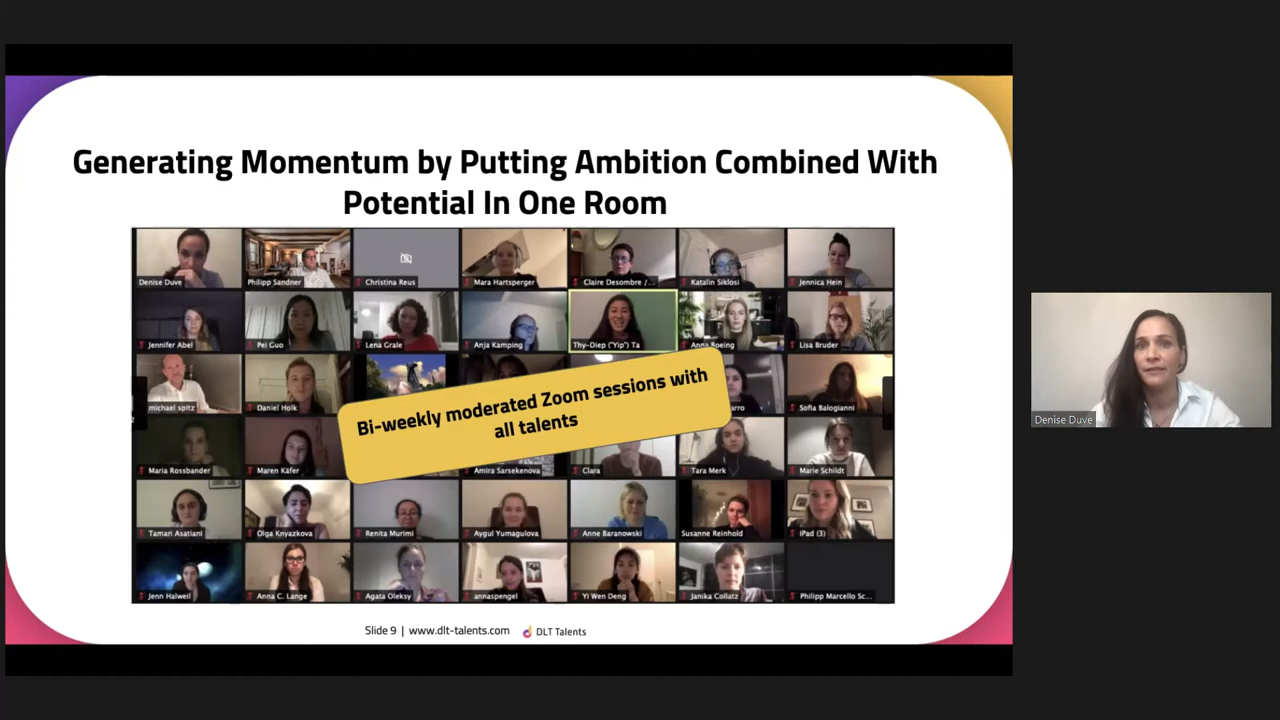 Generating Momentum by Putting Ambition Combined With
Potential In One Room
Denise Duve
Philipp Sandner
Christina Reus
Mara Hartsperger
Claire Desombre /...
Katalin Siklosi
Jennica Hein
Jennifer Abel
Pei Guo
Lena Grale
Anja Kamping
Thy-Diep ("Yip") Ta
Anna Boeing
Lisa Bruder
michael spitz
Daniel Holk
Bi-weekly moderated Zoom sessions with
all talents
Sofia Balogianni
Maria Rossbander
Maren Käfer
Amira Sarsekenova
Clara
Tara Merk
Marie Schildt
Tamari Asatiani
Olga Knyazkova
Renita Murimi
Aygul Yumagulova
Anne Baranowski
Susanne Reinhold
iPad (3)
Jenn Halweil
Anna C. Lange
Agata Oleksy
annaspengel
Yi Wen Deng
Janika Collatz
Philipp Marcello Sc...
Slide 9 | www.dlt-talents.com
DLT Talents
Denise Duve